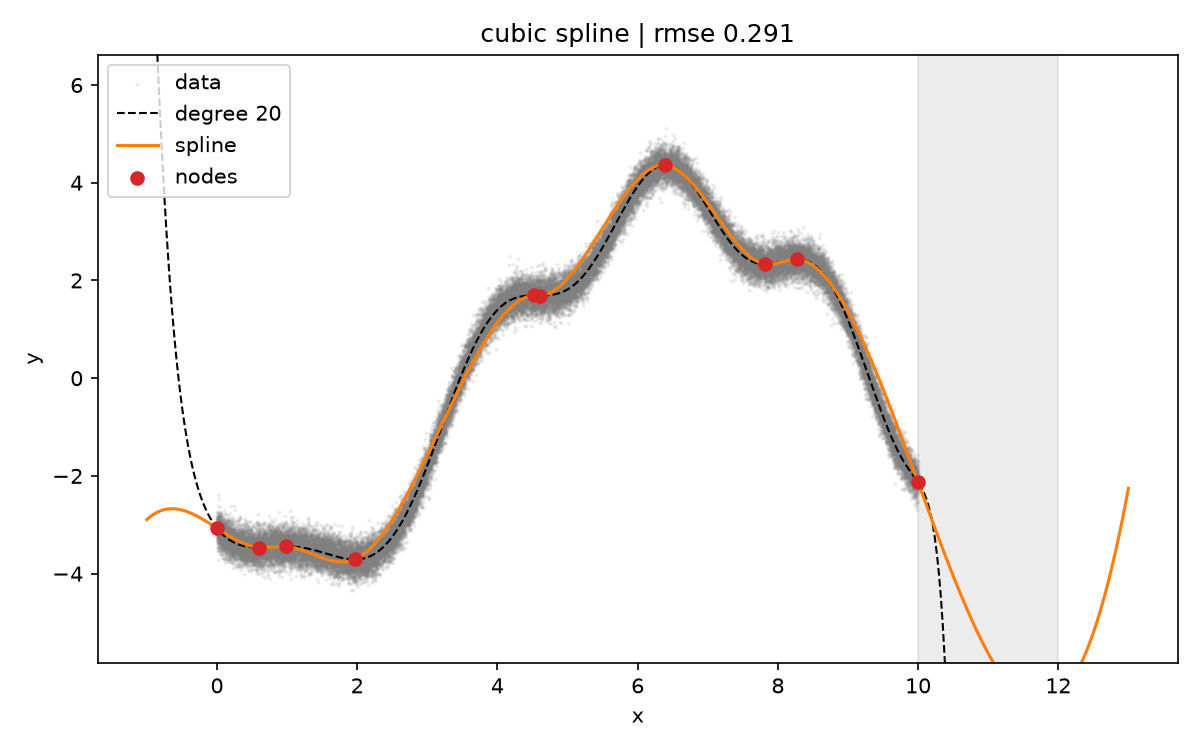 cubic spline | rmse 0.291
data
degree 20
spline
nodes
6
4
2
0
−2
−4
y
0 2 4 6 8 10 12
x